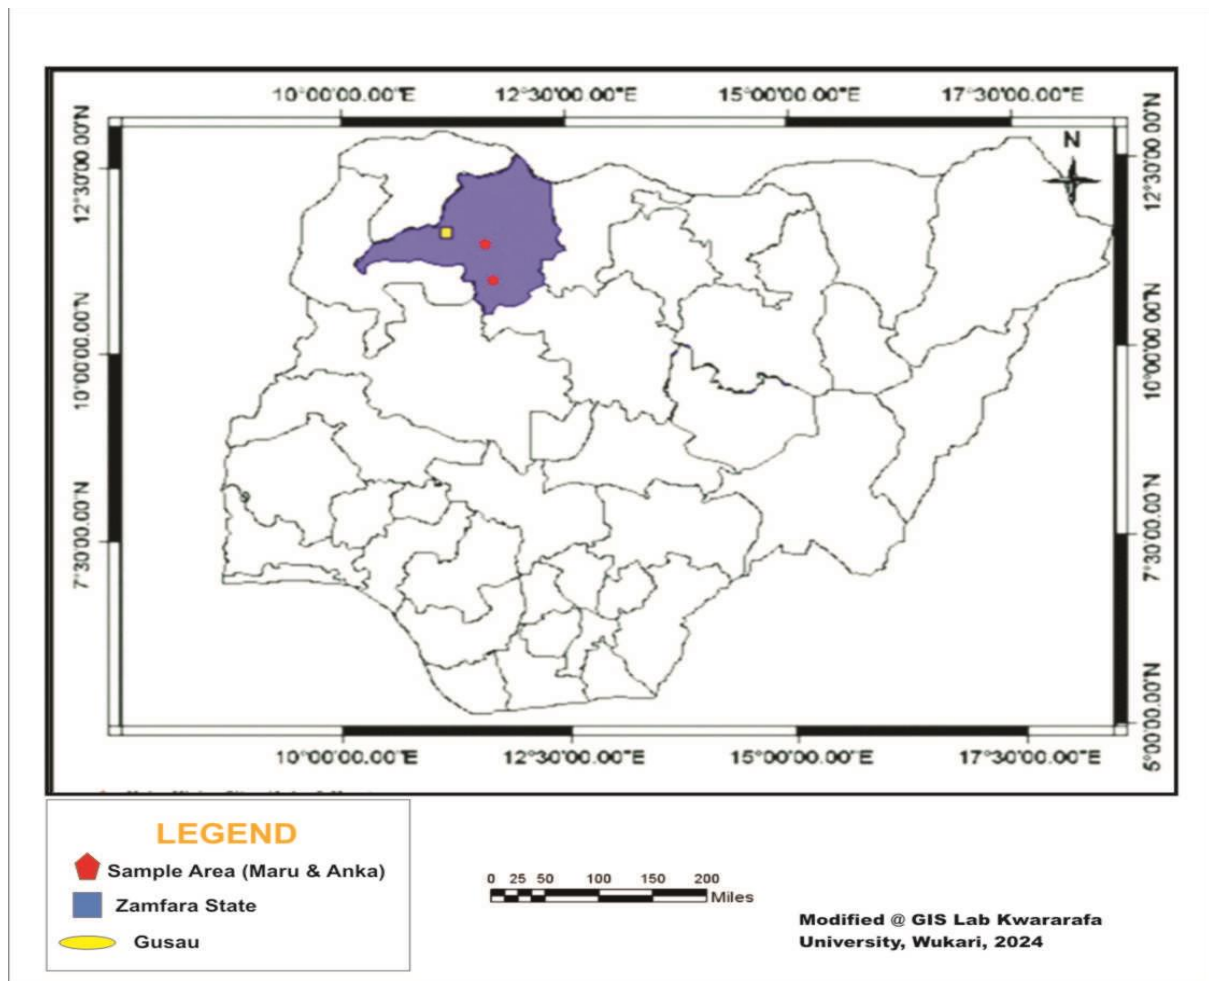 10°00'00.00"E 12°30'00.00"E 15°00'00.00"E 17°30'00.00"E
12°30'00.00"N
10°00'00.00"N
7°30'00.00"N
N
12°30'00.00"N
10°00'00.00"N
7°30'00.00"N
5°00'00.00"N
10°00'00.00"E 12°30'00.00"E 15°00'00.00"E 17°30'00.00"E
LEGEND
Sample Area (Maru & Anka)
Zamfara State
Gusau
0 25 50 100 150 200
Miles
Modified @ GIS Lab Kwararafa
University, Wukari, 2024